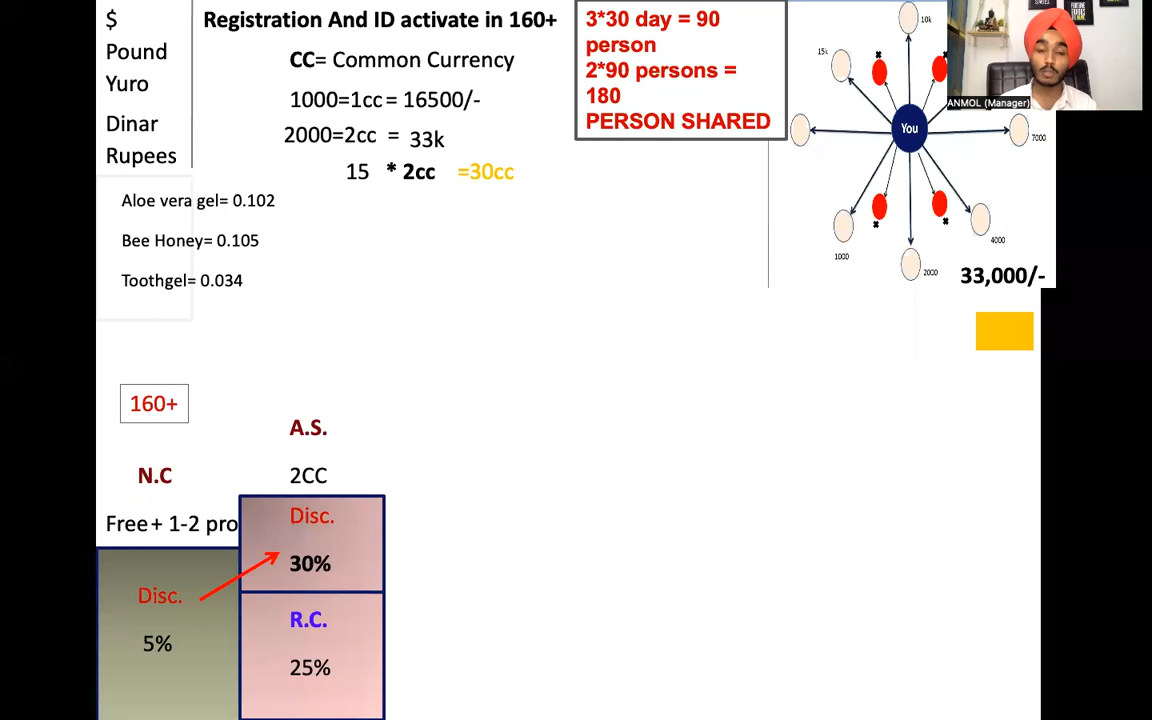 $
Pound
Yuro
Dinar
Rupees
Registration And ID activate in 160+
CC= Common Currency
1000=1cc = 16500/-
2000=2cc = 33k
15 * 2cc =30cc
Aloe vera gel= 0.102
Bee Honey= 0.105
Toothgel= 0.034
3*30 day = 90
person
2*90 persons =
180
PERSON SHARED
10k
15k
You
7000
4000
1000
2000
33,000/-
ANMOL (Manager)
160+
A.S.
N.C
2CC
Free+ 1-2 pro
Disc.
30%
Disc.
5%
R.C.
25%